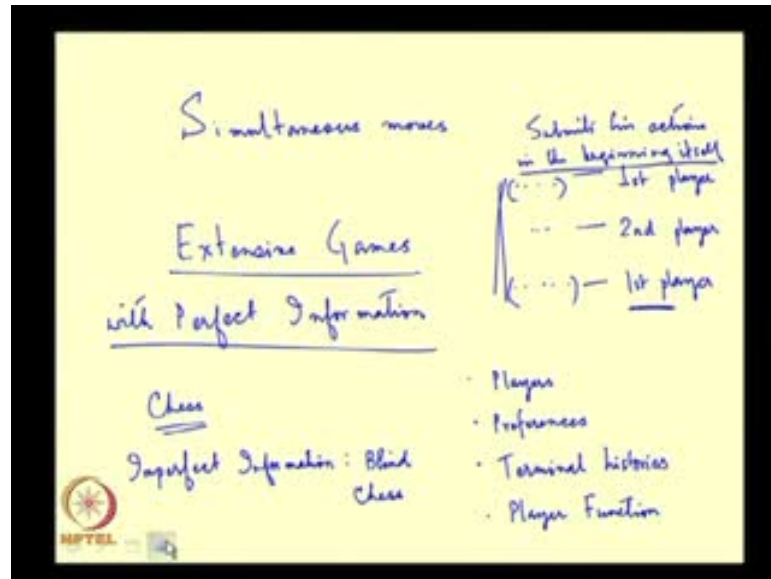 Simultaneous moves
Submits his actions
in the beginning itself
(....) — 1st player
.. — 2nd player
(.....) — 1st player
Extensive Games
with Perfect Information
Chess
Imperfect Information : Blind
Chess
· Players
· Preferences
· Terminal histories
· Player Function
NPTEL